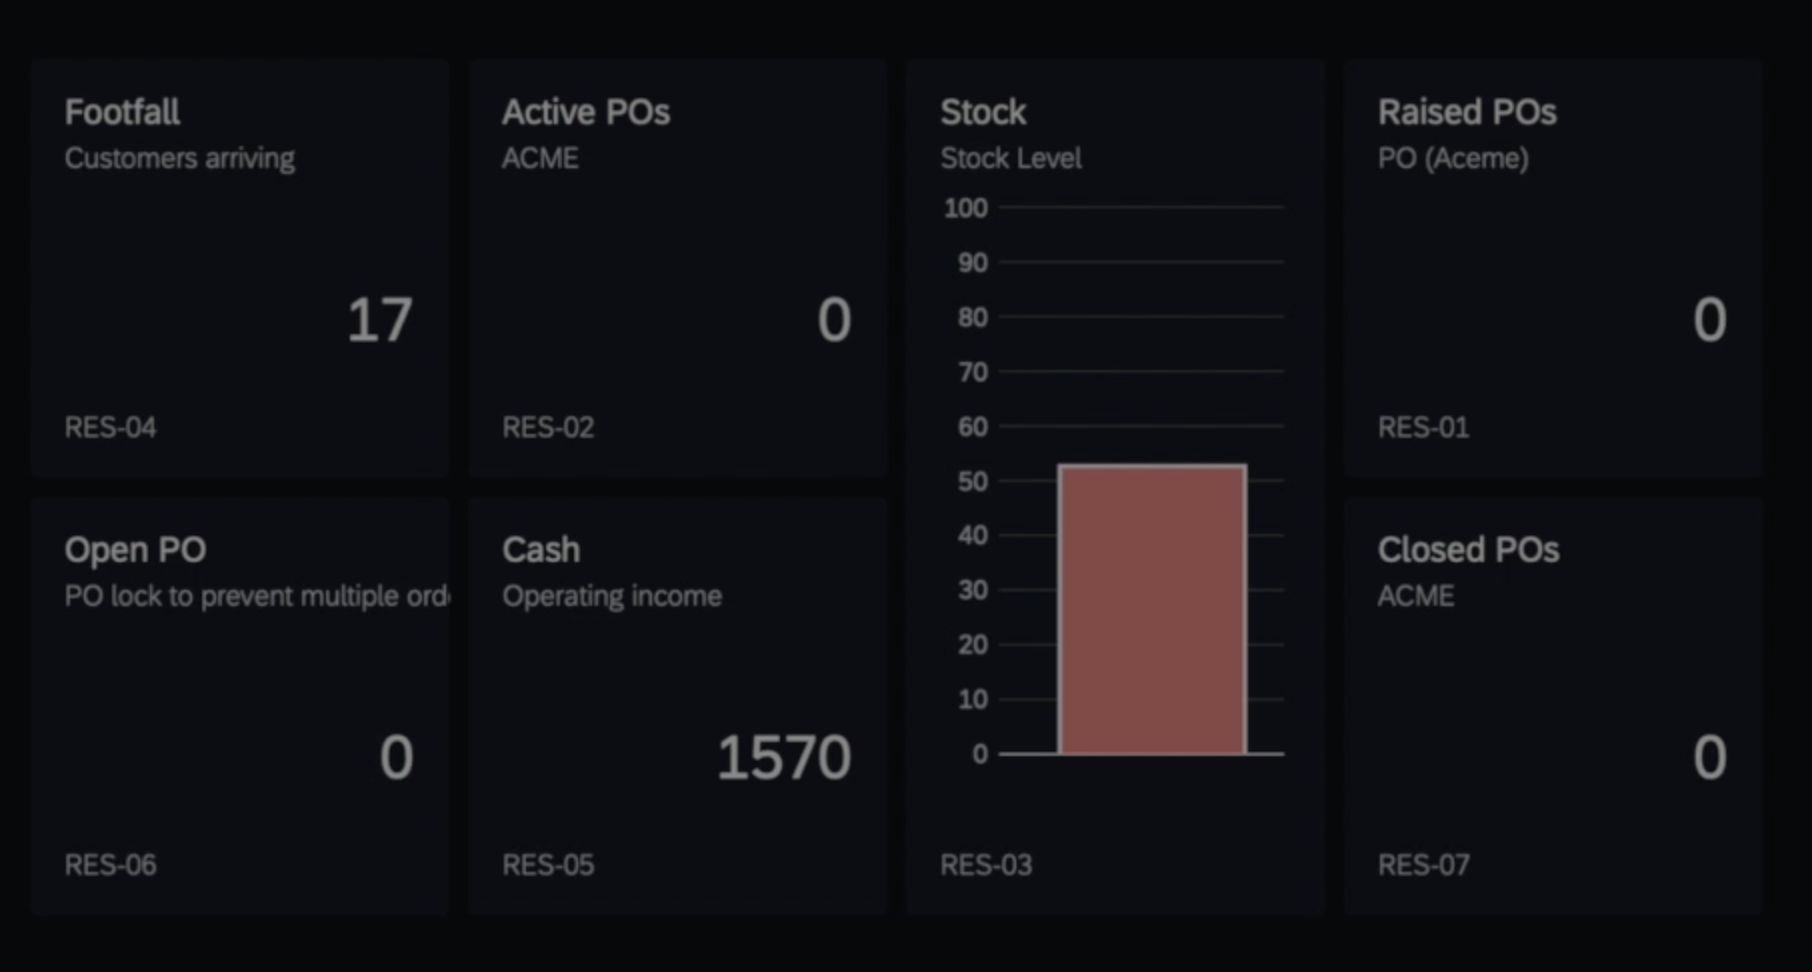 Footfall
Customers arriving
17
RES-04
Active POs
ACME
0
RES-02
Stock
Stock Level
100
90
80
70
60
50
40
30
20
10
0
RES-03
Raised POs
PO (Aceme)
0
RES-01
Open PO
PO lock to prevent multiple ord
0
RES-06
Cash
Operating income
1570
RES-05
Closed POs
ACME
0
RES-07